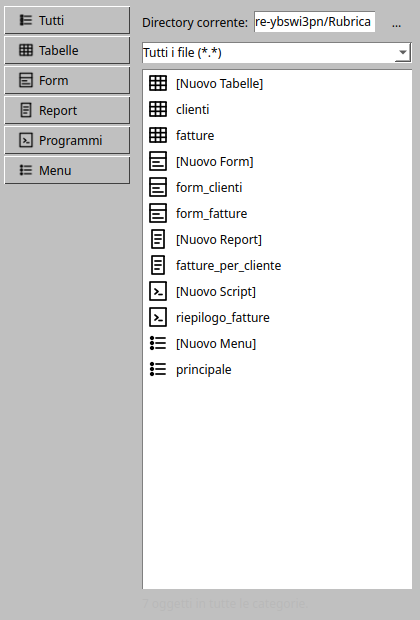 Tutti
Tabelle
Form
Report
Programmi
Menu
Directory corrente: re-ybswi3pn/Rubrica ...
Tutti i file (*.*)
[Nuovo Tabelle]
clienti
fatture
[Nuovo Form]
form_clienti
form_fatture
[Nuovo Report]
fatture_per_cliente
[Nuovo Script]
riepilogo_fatture
[Nuovo Menu]
principale
7 oggetti in tutte le categorie